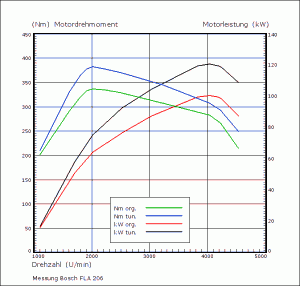 (Nm) Motordrehmoment Motorleistung (kW)
450 140
400 120
350
300 100
250 80
200 60
150
100 40
50 20
0
1000 2000 3000 4000 5000
Nm org.
Nm tun.
kW org.
kW tun.
Drehzahl (U/min)
Messung Bosch FLA 206